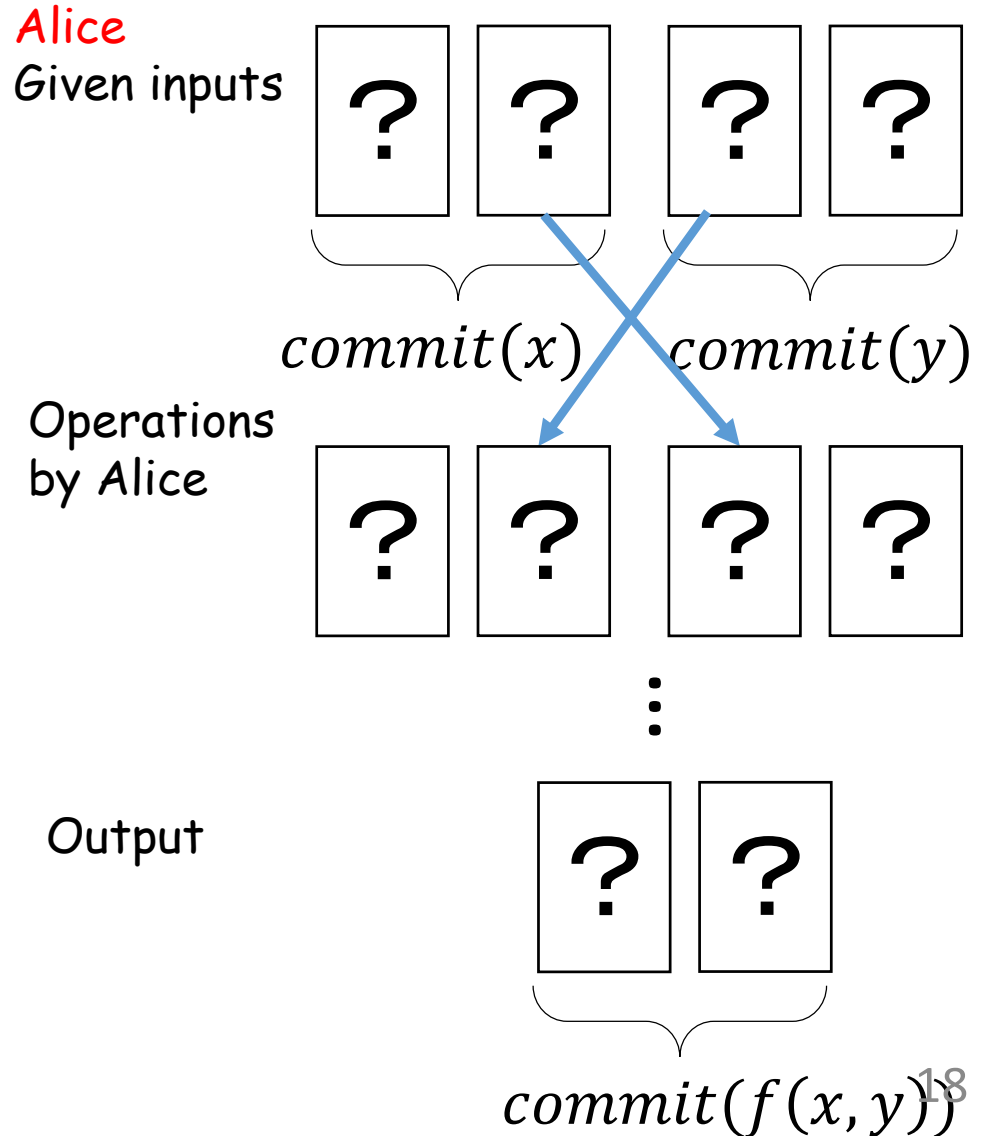 Alice
Given inputs
? ? ? ?
commit(x) commit(y)
Operations
by Alice
? ? ? ?
⋮
Output
? ?
commit(f(x, y))
18